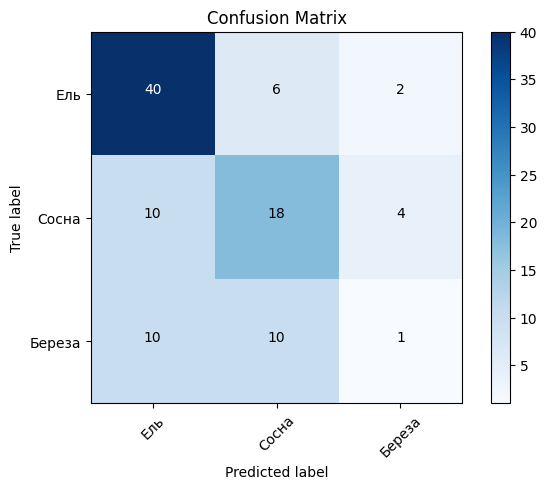 Confusion Matrix
True label
Ель
40
6
2
Сосна
10
18
4
Береза
10
10
1
Ель
Сосна
Береза
Predicted label
40
35
30
25
20
15
10
5